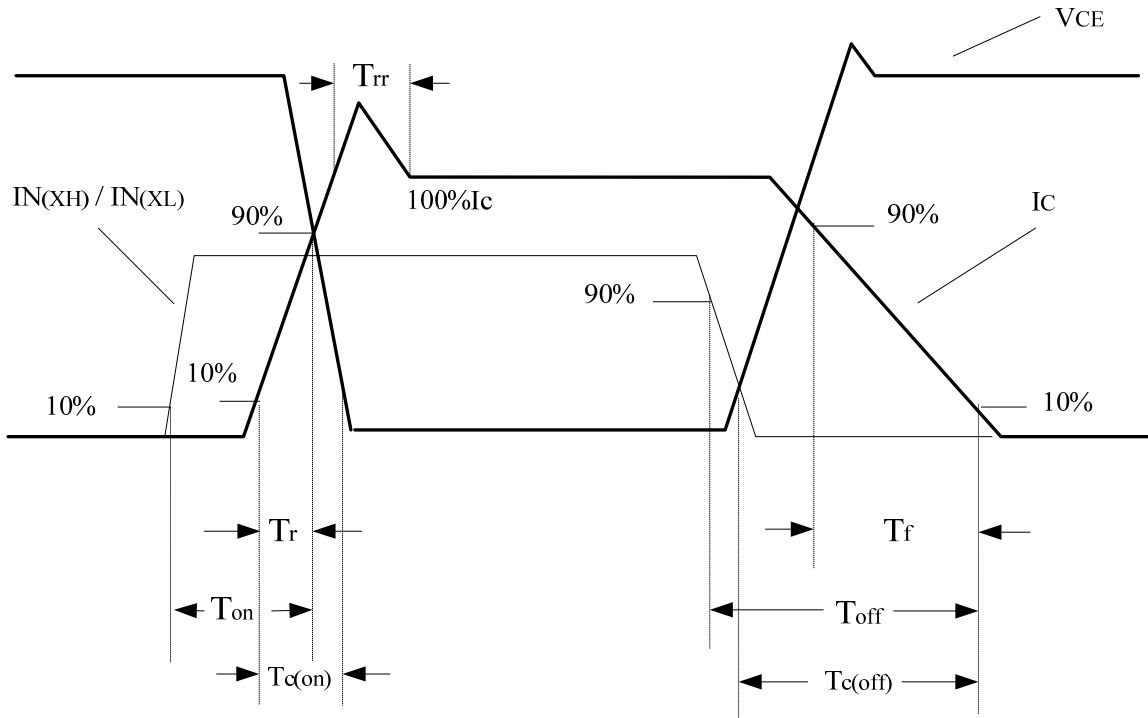 VCE
Trr
IN(XH) / IN(XL)
100%Ic
IC
90%
90%
90%
10%
10%
10%
Tr
Tf
Ton
Toff
Tc(on)
Tc(off)